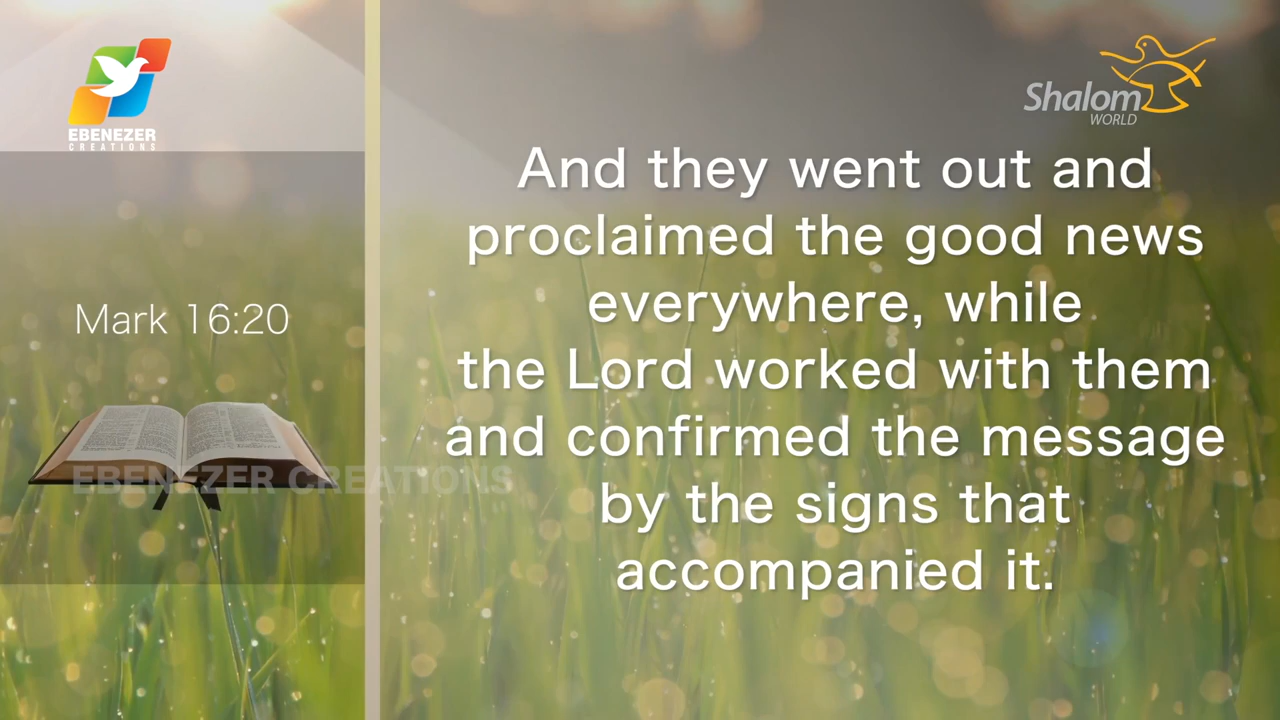 EBENEZER
CREATIONS
Shalom
WORLD
Mark 16:20
And they went out and
proclaimed the good news
everywhere, while
the Lord worked with them
and confirmed the message
by the signs that
accompanied it.
EBENEZER CREATIONS